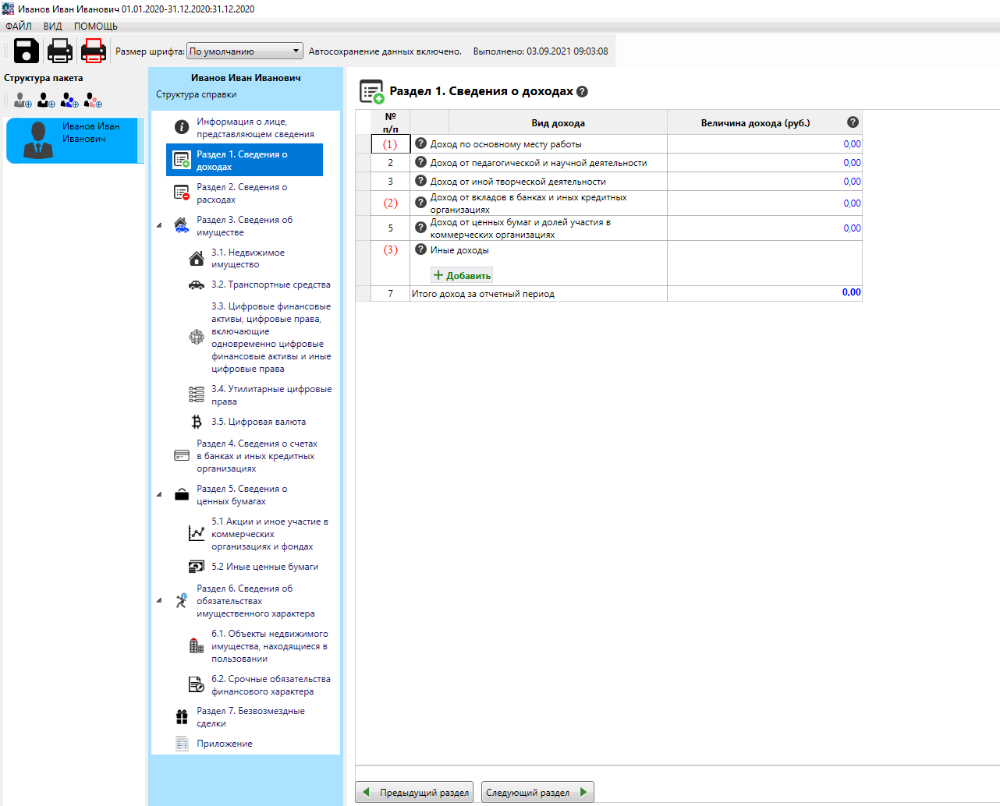 Иванов Иван Иванович 01.01.2020-31.12.2020:31.12.2020
ФАЙЛ ВИД ПОМОЩЬ
Размер шрифта: По умолчанию Автосохранение данных включено. Выполнено: 03.09.2021 09:03:08
Структура пакета
Иванов Иван
Иванович
Иванов Иван Иванович
Структура справки
Информация о лице,
представляющем сведения
Раздел 1. Сведения о
доходах
Раздел 2. Сведения о
расходах
Раздел 3. Сведения об
имуществе
3.1. Недвижимое
имущество
3.2. Транспортные средства
3.3. Цифровые финансовые
активы, цифровые права,
включающие
одновременно цифровые
финансовые активы и иные
цифровые права
3.4. Утилитарные цифровые
права
3.5. Цифровая валюта
Раздел 4. Сведения о счетах
в банках и иных кредитных
организациях
Раздел 5. Сведения о
ценных бумагах
5.1 Акции и иное участие в
коммерческих
организациях и фондах
5.2 Иные ценные бумаги
Раздел 6. Сведения об
обязательствах
имущественного характера
6.1. Объекты недвижимого
имущества, находящиеся в
пользовании
6.2. Срочные обязательства
финансового характера
Раздел 7. Безвозмездные
сделки
Приложение
Раздел 1. Сведения о доходах ?
№
п/п
Вид дохода
Величина дохода (руб.) ?
(1) ? Доход по основному месту работы 0,00
2 ? Доход от педагогической и научной деятельности 0,00
3 ? Доход от иной творческой деятельности 0,00
(2) ? Доход от вкладов в банках и иных кредитных
организациях 0,00
5 ? Доход от ценных бумаг и долей участия в
коммерческих организациях 0,00
(3) ? Иные доходы
+ Добавить
7 Итого доход за отчетный период 0,00
Предыдущий раздел Следующий раздел